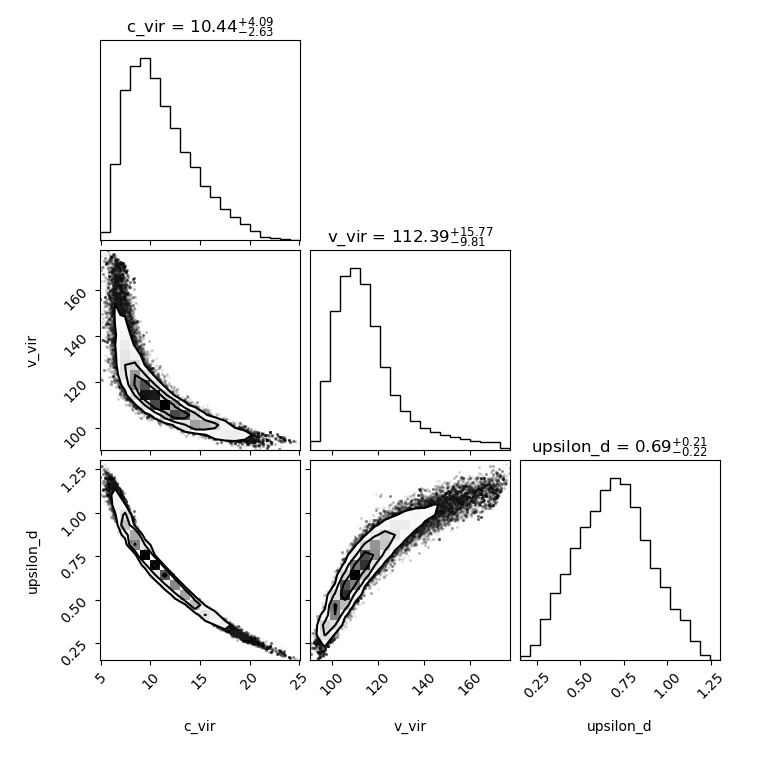 c_vir = 10.44+4.09−2.63
v_vir = 112.39+15.77−9.81
160
140
120
100
v_vir
upsilon_d = 0.69+0.21−0.22
1.25
1.00
0.75
0.50
0.25
upsilon_d
5 10 15 20 25
100 120 140 160
0.25 0.50 0.75 1.00 1.25
c_vir v_vir upsilon_d